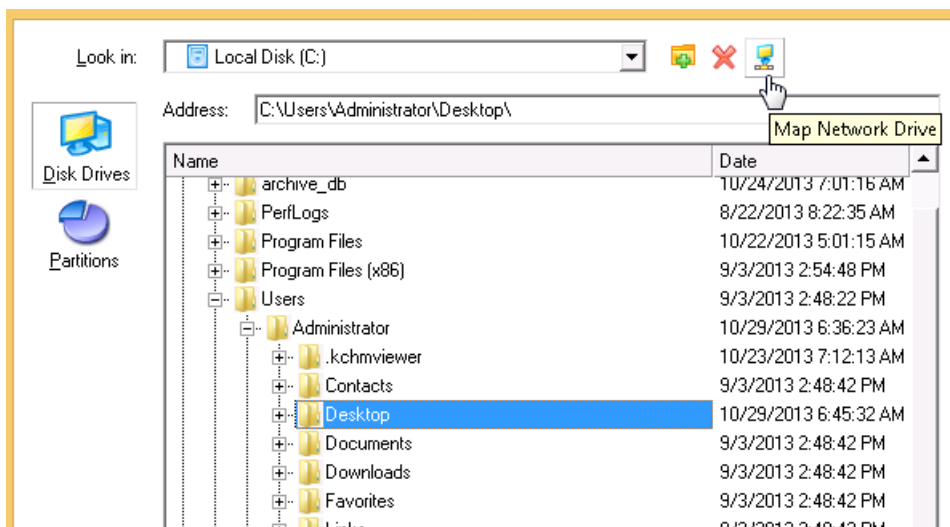 Look in: Local Disk (C:)
Address: C:\Users\Administrator\Desktop\
Map Network Drive
Disk Drives
Partitions
Name Date
archive_db 10/24/2013 7:01:16 AM
PerfLogs 8/22/2013 8:22:35 AM
Program Files 10/22/2013 5:01:15 AM
Program Files (x86) 9/3/2013 2:54:48 PM
Users 9/3/2013 2:48:22 PM
Administrator 10/29/2013 6:36:23 AM
.kchmviewer 10/23/2013 7:12:13 AM
Contacts 9/3/2013 2:48:42 PM
Desktop 10/29/2013 6:45:32 AM
Documents 9/3/2013 2:48:42 PM
Downloads 9/3/2013 2:48:42 PM
Favorites 9/3/2013 2:48:42 PM